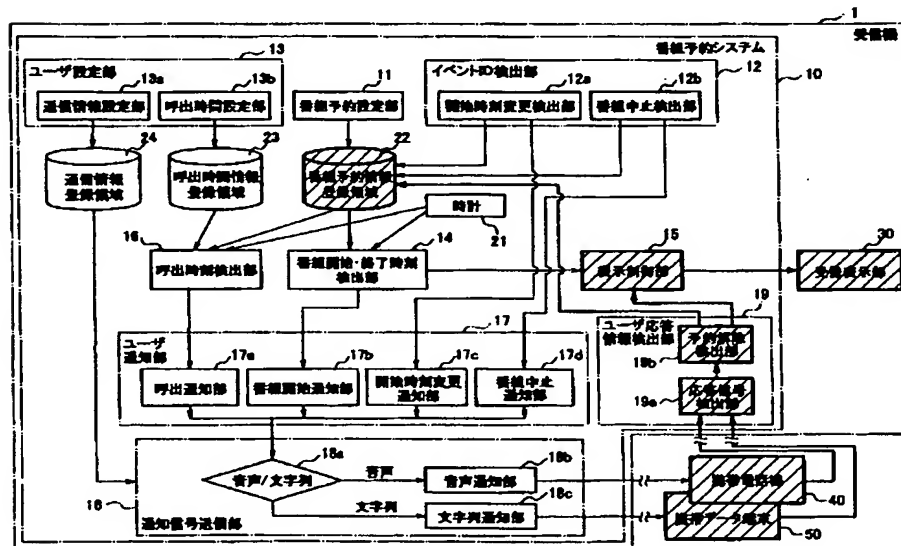 1
受信機
番組予約システム
10
13
ユーザ設定部
13a
13b
通信情報設定部
呼出時間設定部
11
番組予約設定部
イベントID検出部
12
12a
12b
開始時刻変更検出部
番組中止検出部
24
通信情報
登録領域
23
呼出時間情報
登録領域
22
番組予約情報
登録領域
時計
21
16
呼出時刻検出部
14
番組開始・終了時刻
検出部
15
表示制御部
30
受像表示部
17
ユーザ
通知部
17a
呼出通知部
17b
番組開始通知部
17c
開始時刻変更
通知部
17d
番組中止
通知部
19
ユーザ応答
情報検出部
予約解除
検出部
19b
応答信号
検出部
19a
18
通知信号送信部
18a
音声/文字列
音声
文字列
18b
音声通知部
18c
文字列通知部
携帯電話機
40
携帯データ端末
50